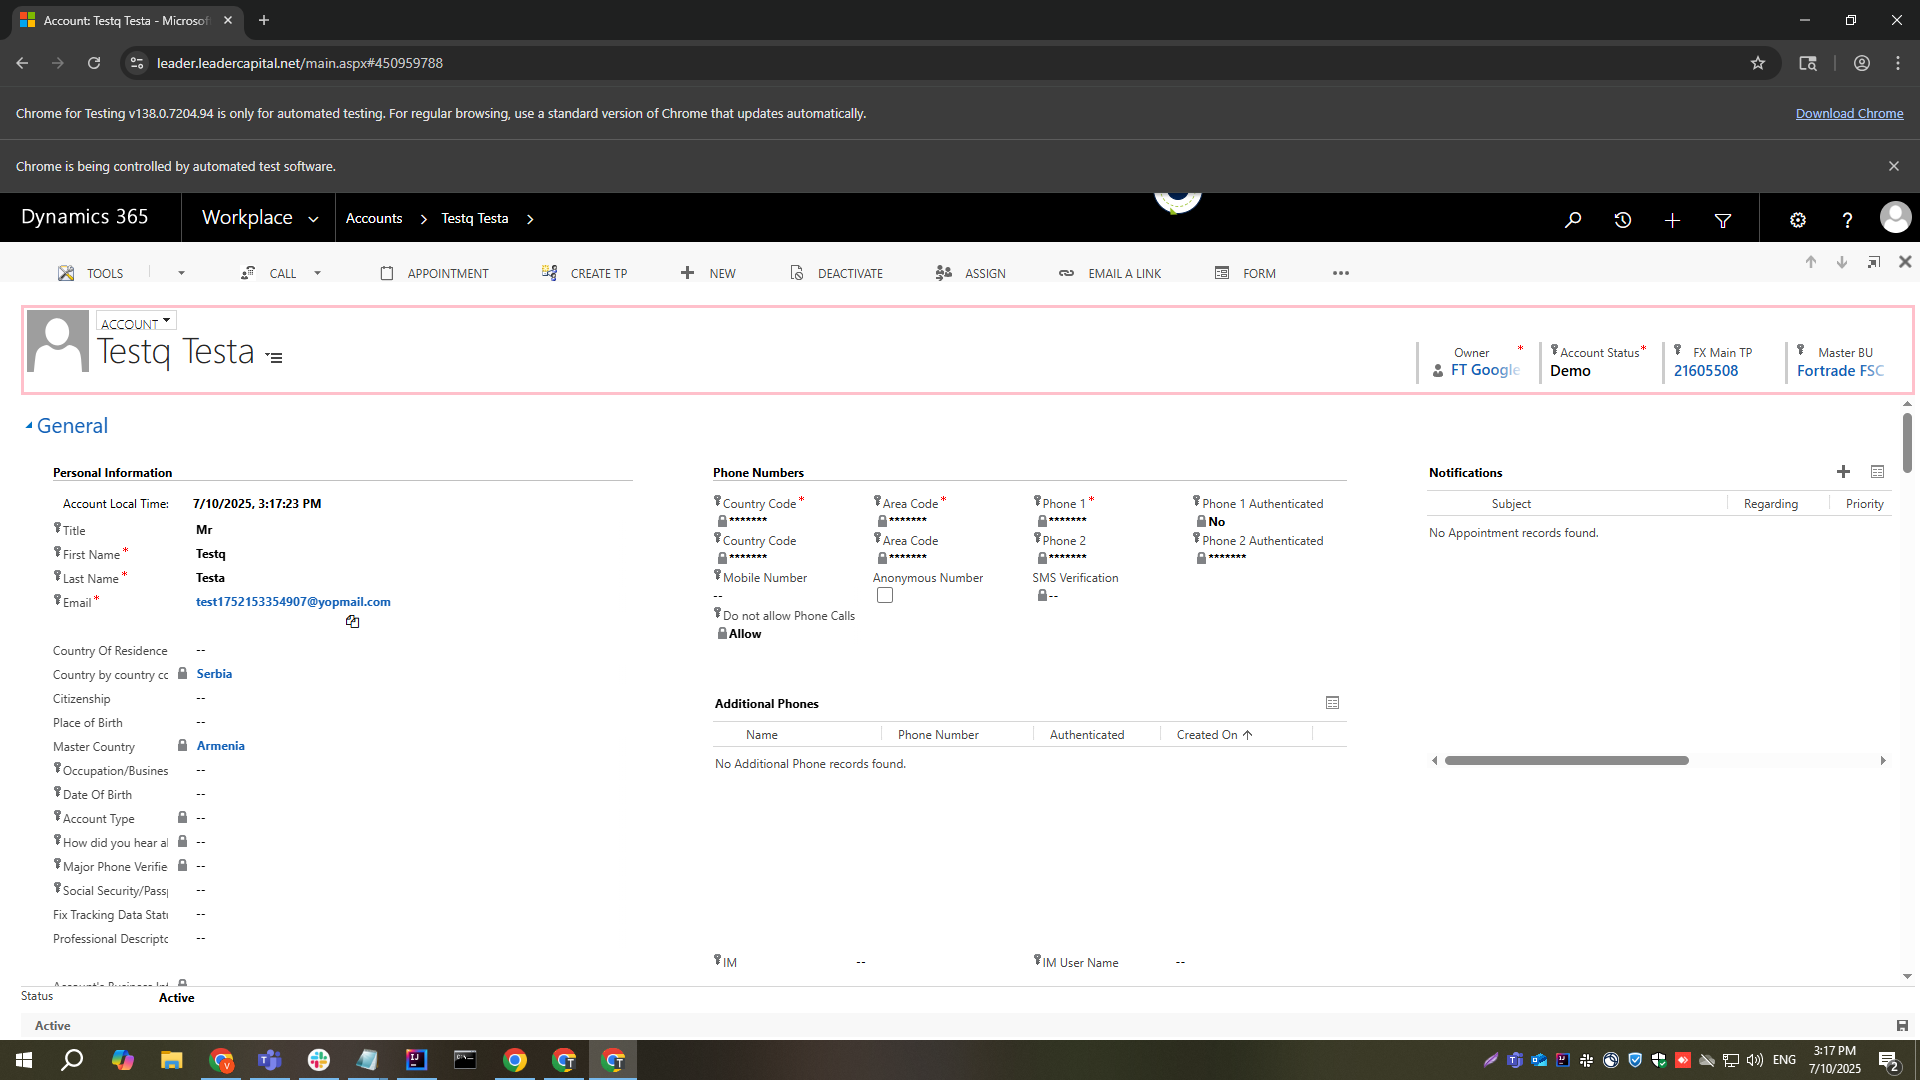 Account: Testq Testa - Microsoft
leader.leadercapital.net/main.aspx#450959788
Chrome for Testing v138.0.7204.94 is only for automated testing. For regular browsing, use a standard version of Chrome that updates automatically.
Download Chrome
Chrome is being controlled by automated test software.
Dynamics 365
Workplace
Accounts
Testq Testa
TOOLS
CALL
APPOINTMENT
CREATE TP
NEW
DEACTIVATE
ASSIGN
EMAIL A LINK
FORM
ACCOUNT
Testq Testa
Owner *
FT Google
Account Status *
Demo
FX Main TP
21605508
Master BU
Fortrade FSC
General
Personal Information
Account Local Time: 7/10/2025, 3:17:23 PM
Title Mr
First Name * Testq
Last Name * Testa
Email * test1752153354907@yopmail.com
Country Of Residence --
Country by country cc Serbia
Citizenship --
Place of Birth --
Master Country Armenia
Occupation/Busines --
Date Of Birth --
Account Type --
How did you hear a --
Major Phone Verifie --
Social Security/Passp --
Fix Tracking Data Statu --
Professional Descripto --
Phone Numbers
Country Code * Area Code * Phone 1 * Phone 1 Authenticated
******* ******* ******* No
Country Code Area Code Phone 2 Phone 2 Authenticated
******* ******* ******* *******
Mobile Number Anonymous Number SMS Verification
-- --
Do not allow Phone Calls
Allow
Additional Phones
Name Phone Number Authenticated Created On
No Additional Phone records found.
IM -- IM User Name --
Notifications
Subject Regarding Priority
No Appointment records found.
Status Active
Active
ENG
3:17 PM
7/10/2025
2